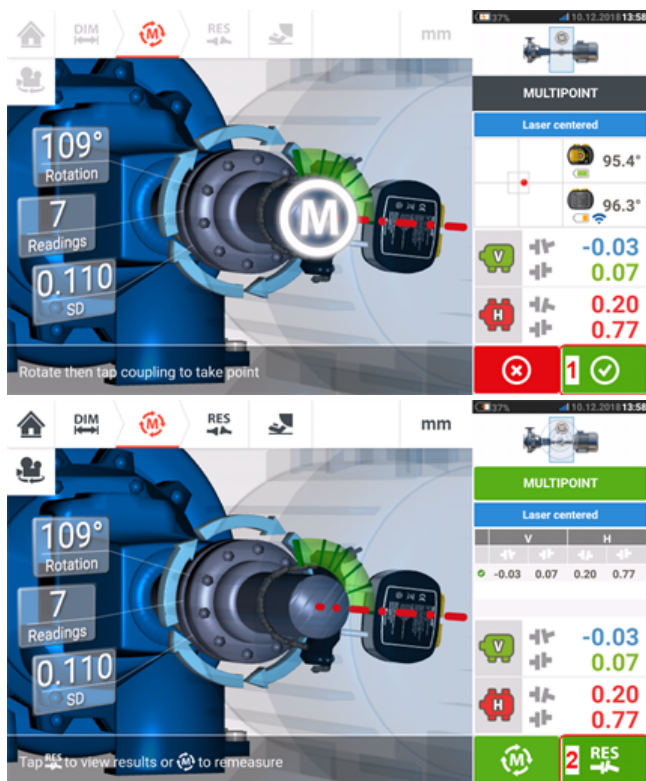 DIM
M
RES
mm
37%
10.12.2018 13:58
109°
Rotation
7
Readings
0.110
SD
M
Rotate then tap coupling to take point
MULTIPOINT
Laser centered
95.4°
96.3°
V
-0.03
0.07
H
0.20
0.77
1
DIM
M
RES
mm
37%
10.12.2018 13:58
109°
Rotation
7
Readings
0.110
SD
Tap RES to view results or M to remeasure
MULTIPOINT
Laser centered
V H
-0.03 0.07 0.20 0.77
V
-0.03
0.07
H
0.20
0.77
M
2 RES